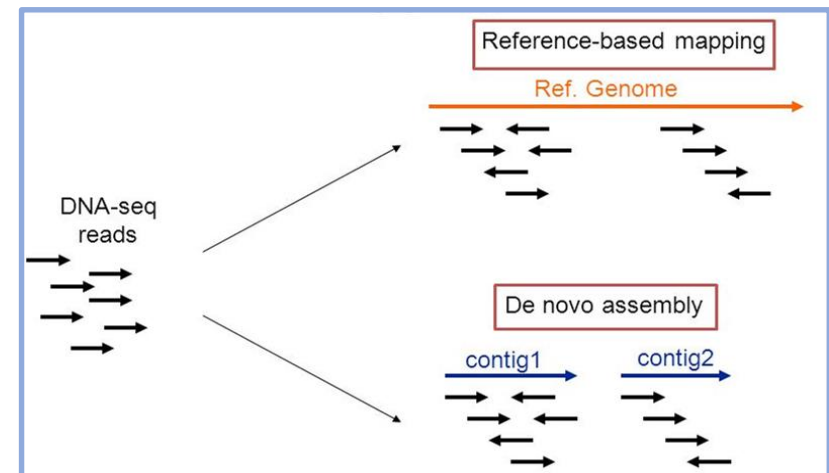 Reference-based mapping
Ref. Genome
DNA-seq
reads
De novo assembly
contig1
contig2